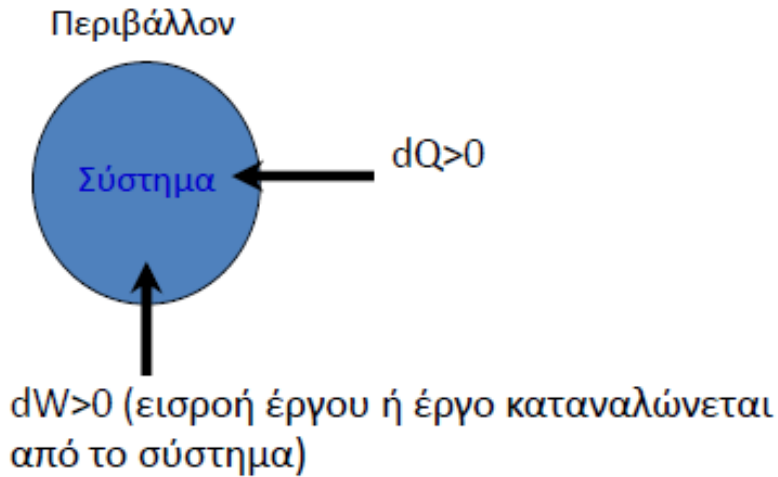 Περιβάλλον
Σύστημα
dQ>0
dW>0 (εισροή έργου ή έργο καταναλώνεται
από το σύστημα)